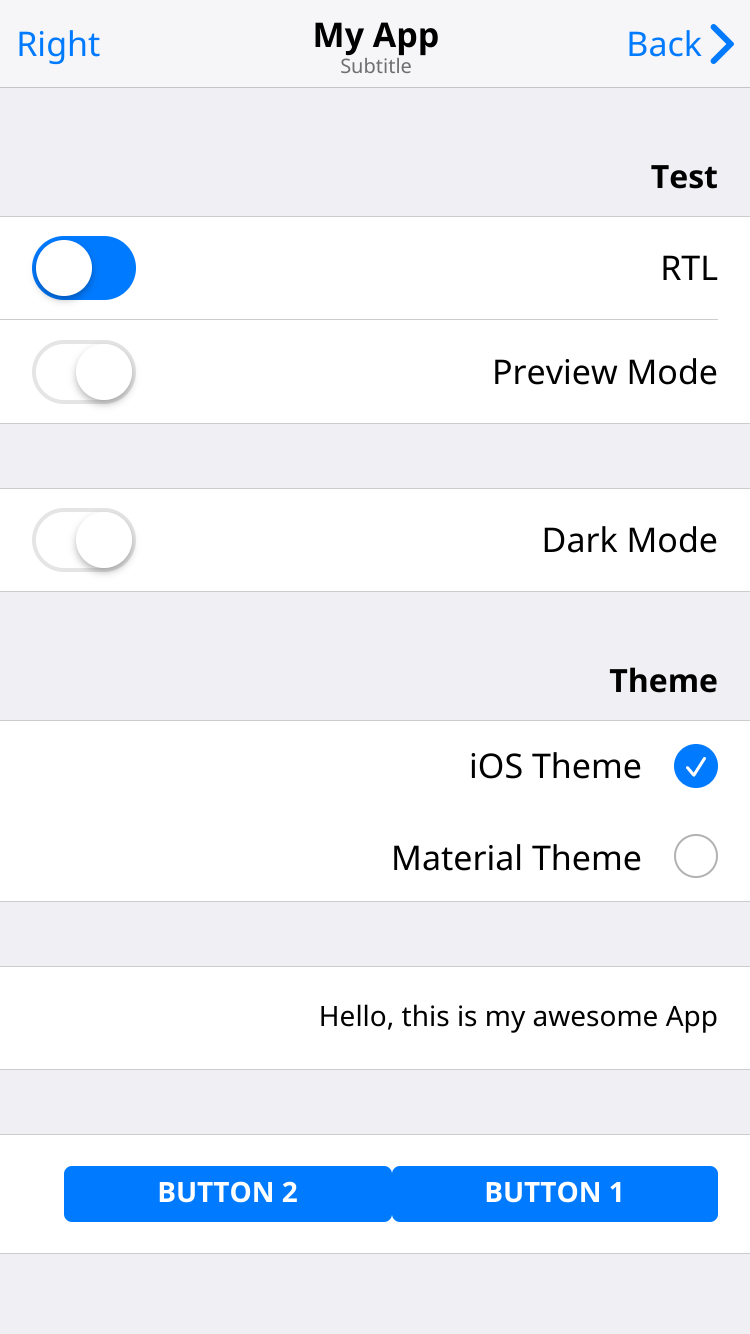 Right
My App
Subtitle
Back
Test
RTL
Preview Mode
Dark Mode
Theme
iOS Theme
Material Theme
Hello, this is my awesome App
BUTTON 2
BUTTON 1